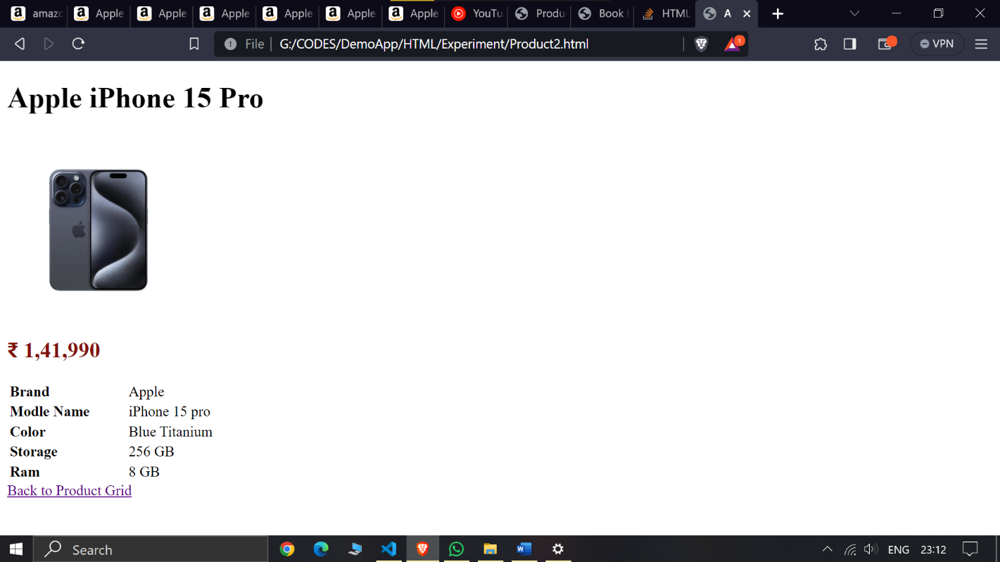 amazo Apple Apple Apple Apple Apple Apple YouTu Produc Book HTML A
File G:/CODES/DemoApp/HTML/Experiment/Product2.html 1 VPN
Apple iPhone 15 Pro
₹ 1,41,990
Brand Apple
Modle Name iPhone 15 pro
Color Blue Titanium
Storage 256 GB
Ram 8 GB
Back to Product Grid
Search ENG 23:12